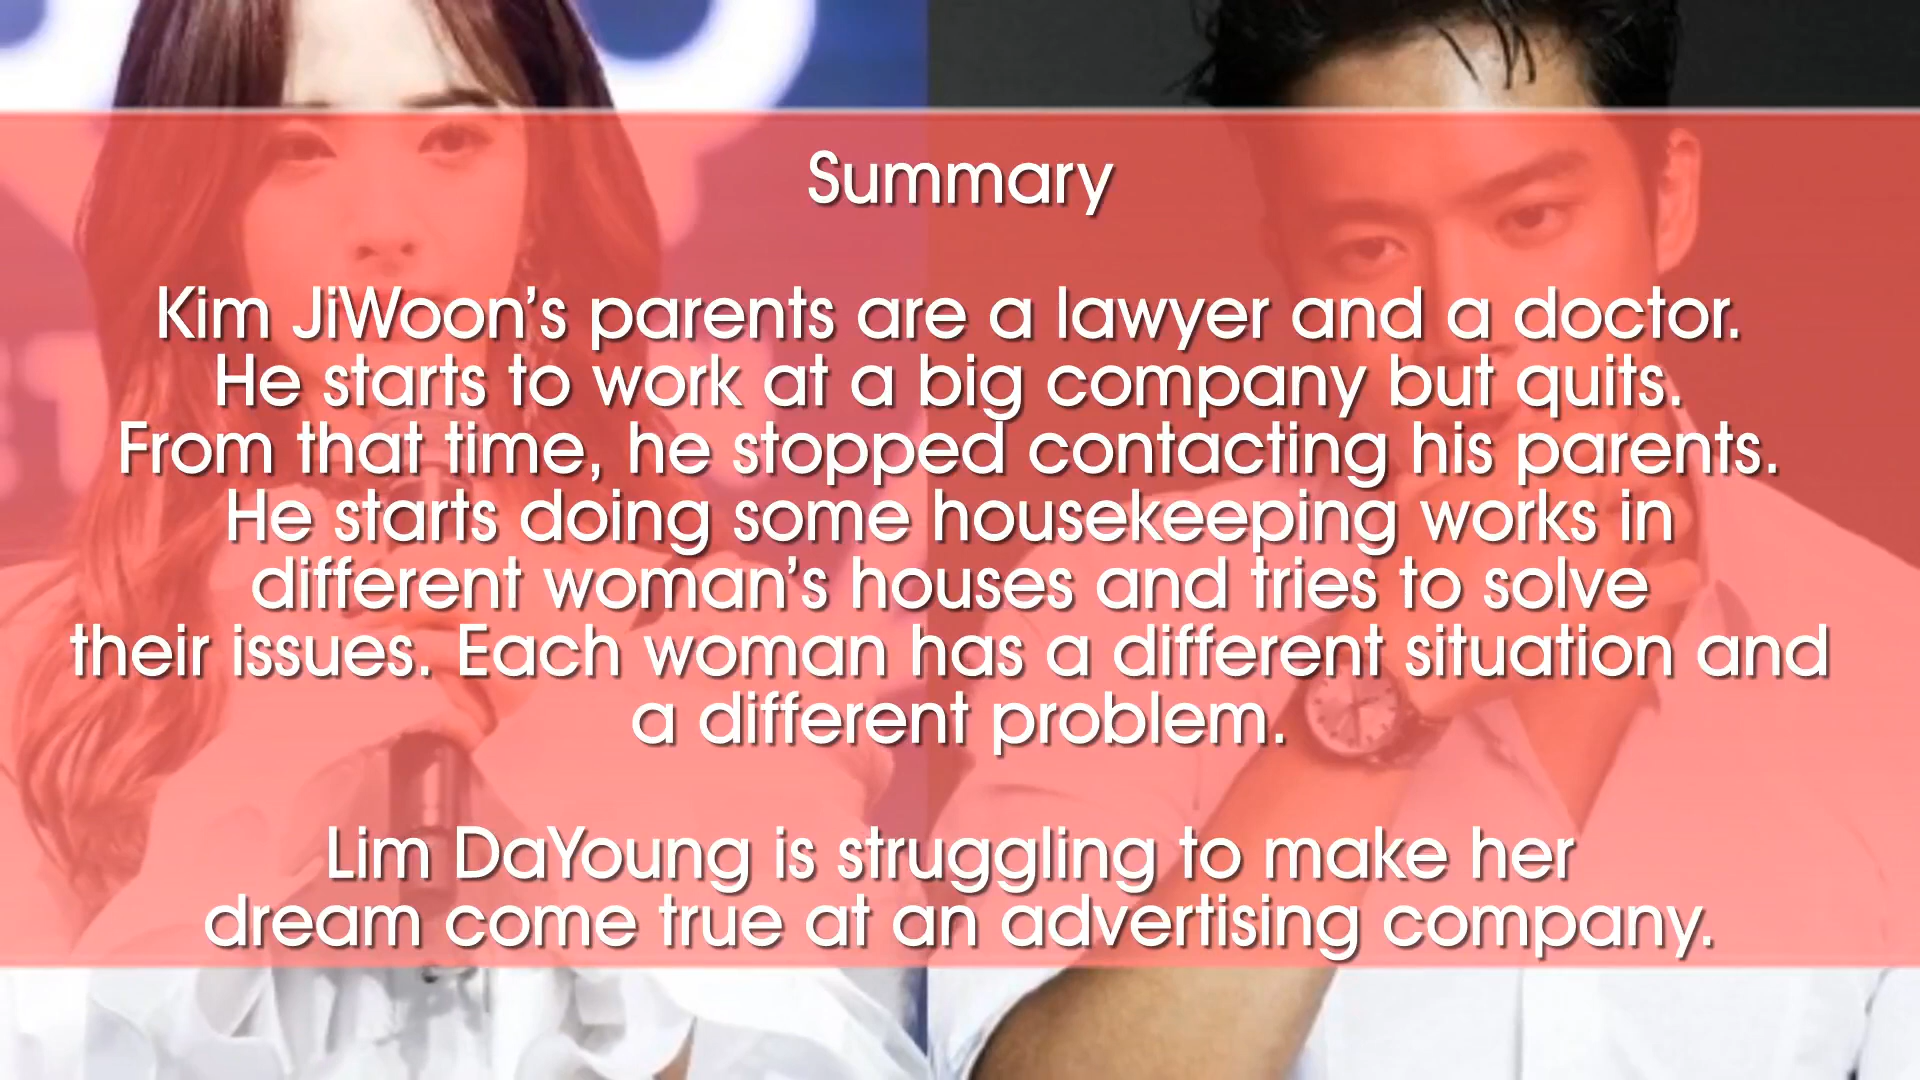 Summary
Kim JiWoon’s parents are a lawyer and a doctor.
He starts to work at a big company but quits.
From that time, he stopped contacting his parents.
He starts doing some housekeeping works in
different woman’s houses and tries to solve
their issues. Each woman has a different situation and
a different problem.
Lim DaYoung is struggling to make her
dream come true at an advertising company.